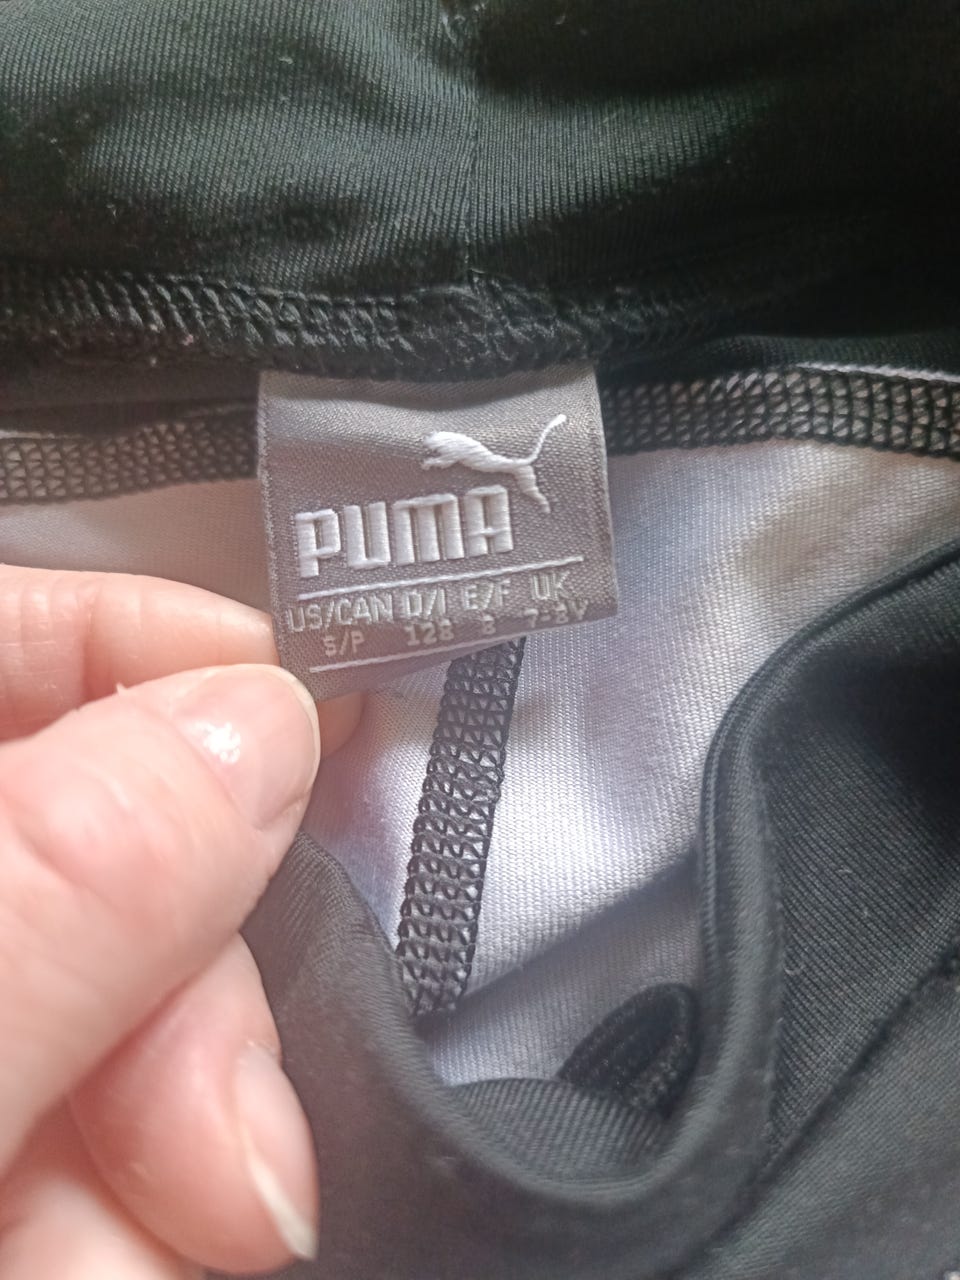 PUMA
US/CAN D/I E/F UK
S/P 128 8 7-8Y